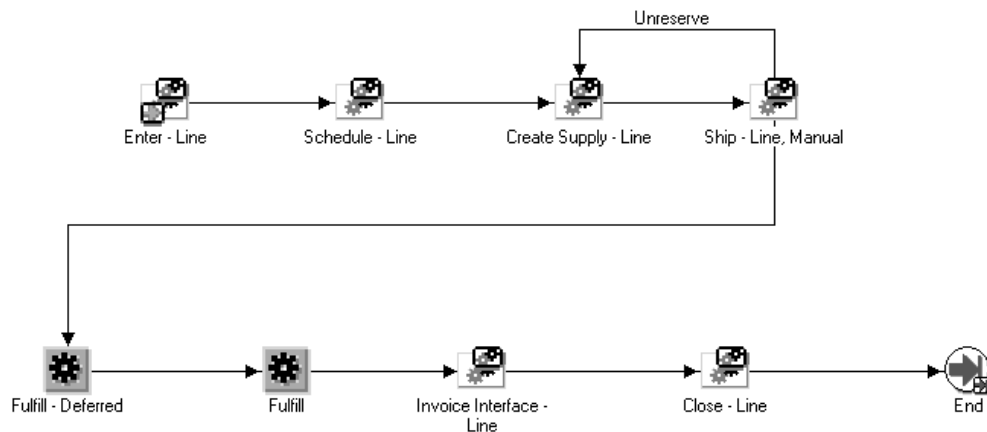 Unreserve
Enter - Line
Schedule - Line
Create Supply - Line
Ship - Line, Manual
Fulfill - Deferred
Fulfill
Invoice Interface -
Line
Close - Line
End